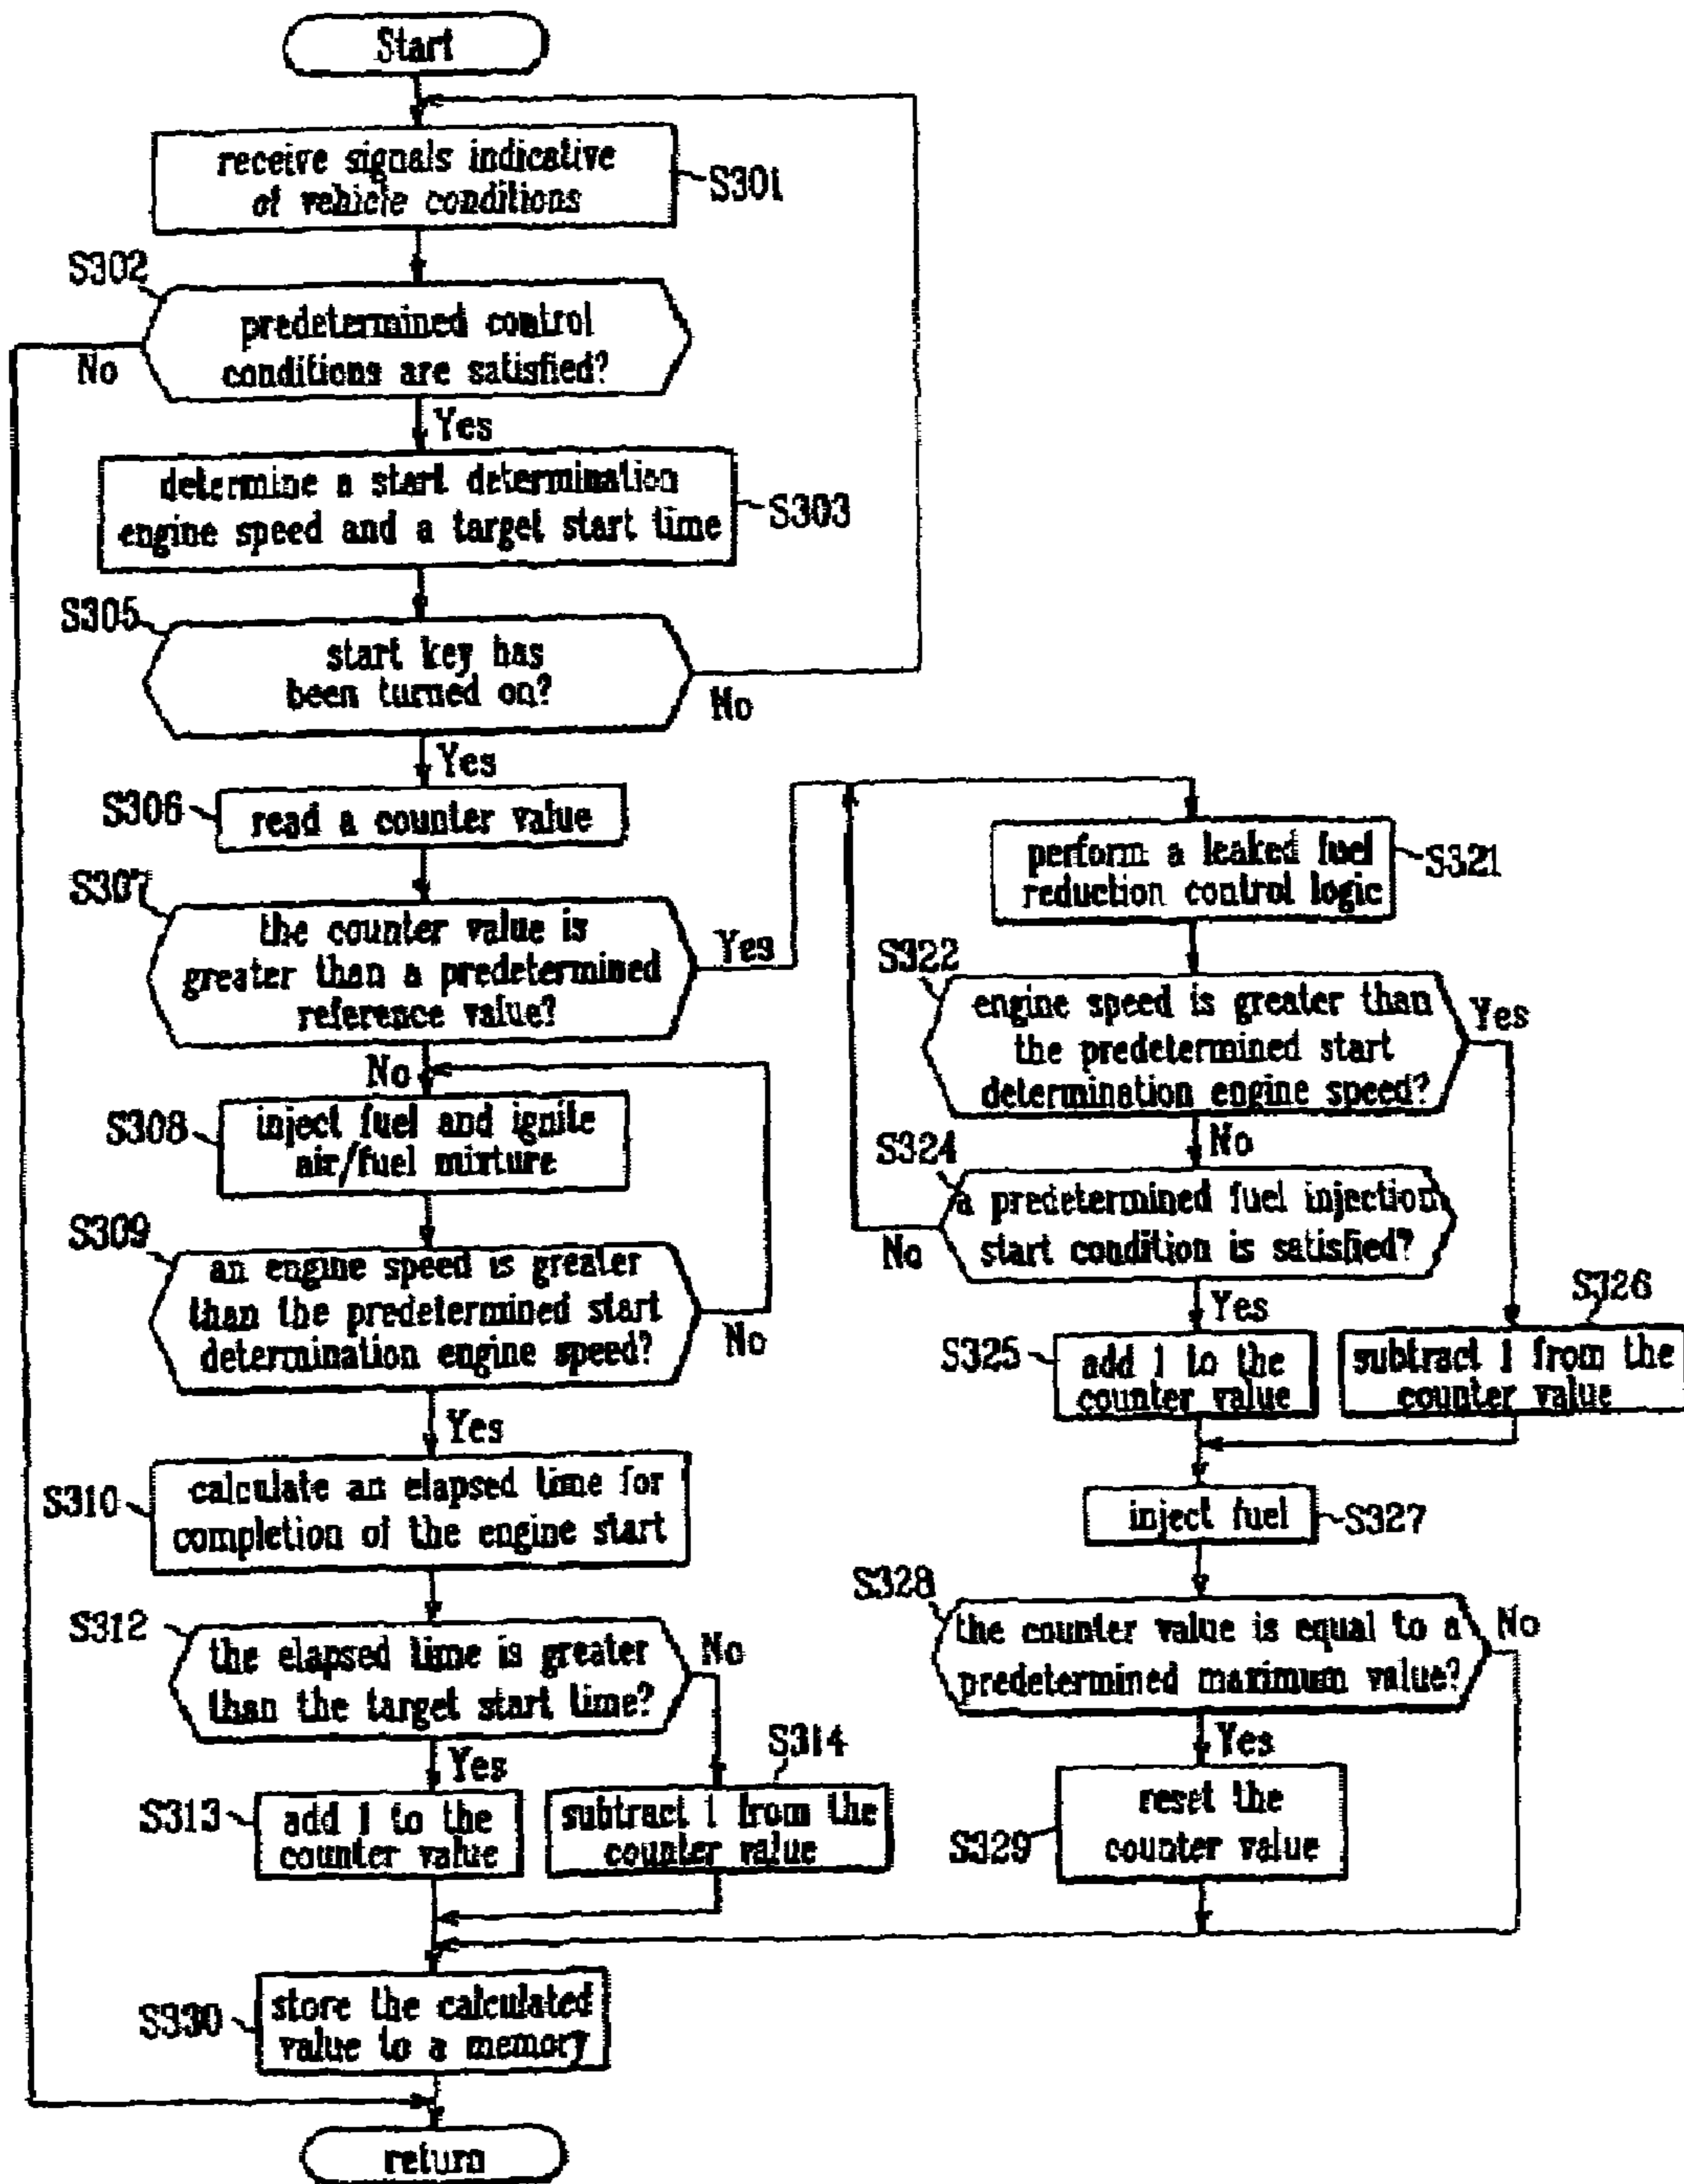 Start
receive signals indicative
of vehicle conditions
S301
S302
predetermined control
conditions are satisfied?
No
Yes
determine a start determination
engine speed and a target start time
S303
S305
start key has
been turned on?
No
Yes
S306
read a counter value
S307
the counter value is
greater than a predetermined
reference value?
Yes
No
S308
inject fuel and ignite
air/fuel mixture
S309
an engine speed is greater
than the predetermined start
determination engine speed?
No
Yes
S310
calculate an elapsed time for
completion of the engine start
S312
the elapsed time is greater
than the target start time?
No
Yes
S313
add 1 to the
counter value
S314
subtract 1 from the
counter value
perform a leaked fuel
reduction control logic
S321
S322
engine speed is greater than
the predetermined start
determination engine speed?
Yes
No
S324
a predetermined fuel injection
start condition is satisfied?
No
Yes
S325
add 1 to the
counter value
S326
subtract 1 from the
counter value
inject fuel
S327
S328
the counter value is equal to a
predetermined maximum value?
No
Yes
S329
reset the
counter value
S330
store the calculated
value to a memory
return